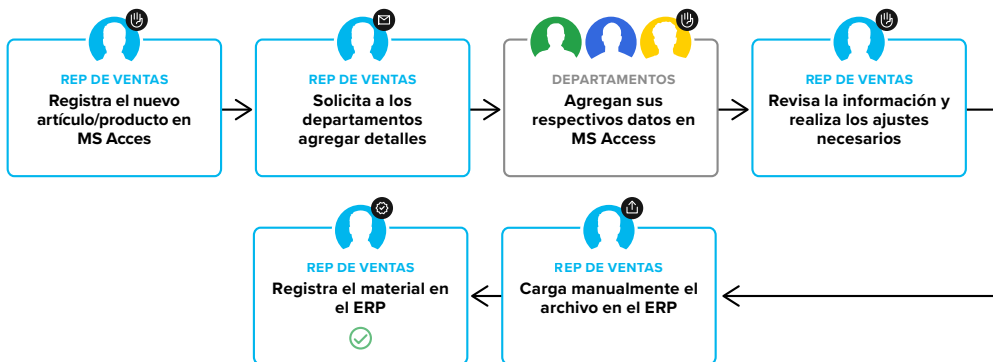 REP DE VENTAS
Registra el nuevo
artículo/producto en
MS Acces
REP DE VENTAS
Solicita a los
departamentos
agregar detalles
DEPARTAMENTOS
Agregan sus
respectivos datos en
MS Access
REP DE VENTAS
Revisa la información y
realiza los ajustes
necesarios
REP DE VENTAS
Carga manualmente el
archivo en el ERP
REP DE VENTAS
Registra el material en
el ERP